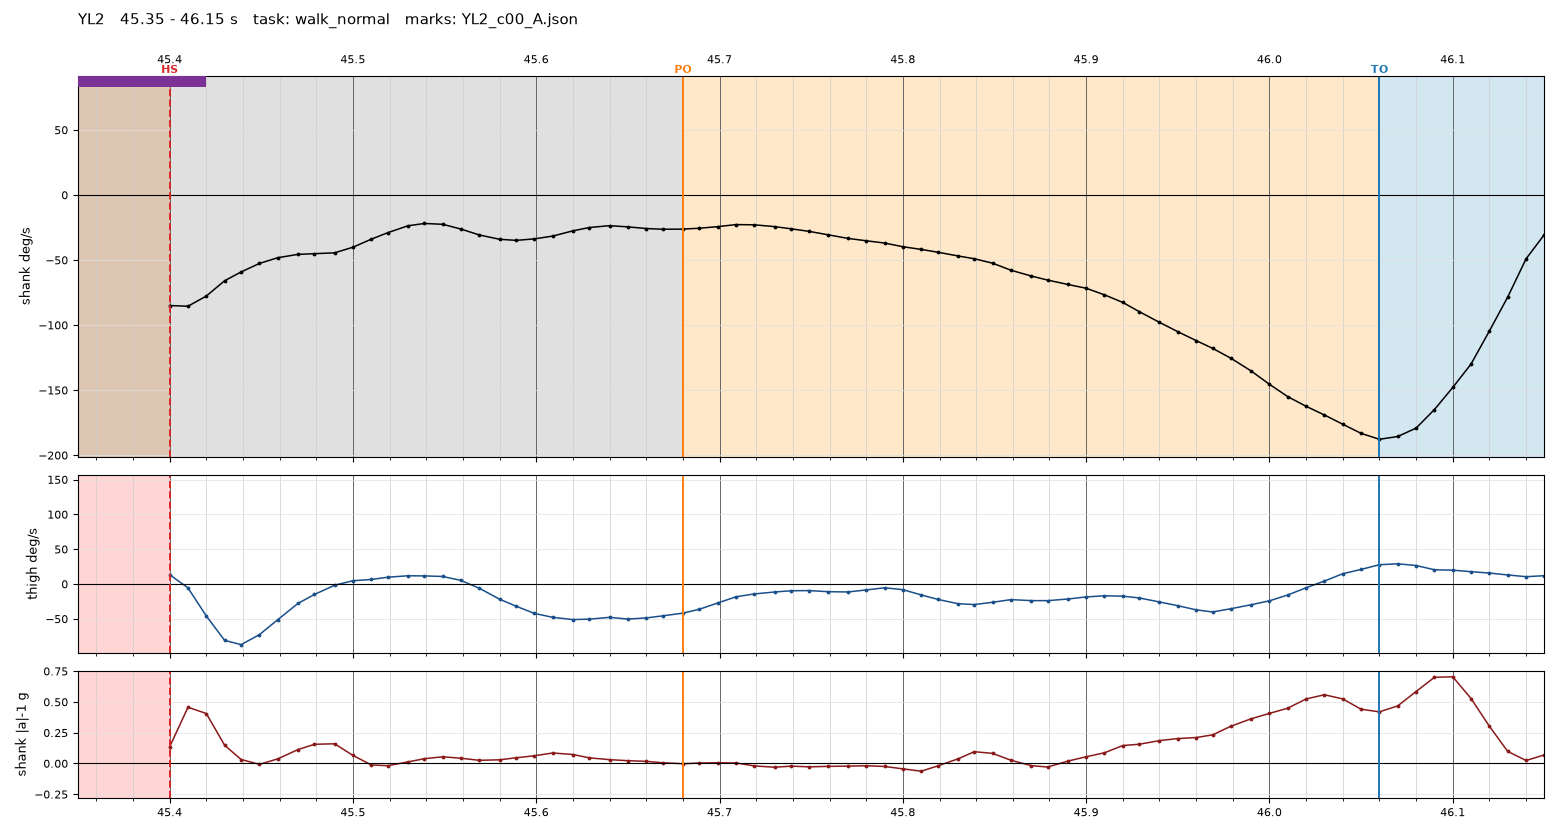 YL2 45.35 - 46.15 s task: walk_normal marks: YL2_c00_A.json
45.4 45.5 45.6 45.7 45.8 45.9 46.0 46.1
HS PO TO
50
0
−50
−100
−150
−200
shank deg/s
150
100
50
0
−50
thigh deg/s
0.75
0.50
0.25
0.00
−0.25
shank |a|-1 g
45.4 45.5 45.6 45.7 45.8 45.9 46.0 46.1